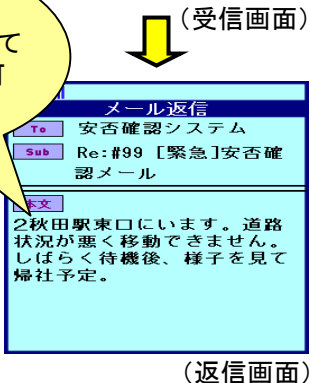 (受信画面)
て
メール返信
To 安否確認システム
Sub Re:#99 [緊急]安否確
認メール
本文
2秋田駅東口にいます。道路
状況が悪く移動できません。
しばらく待機後、様子を見て
帰社予定。
(返信画面)